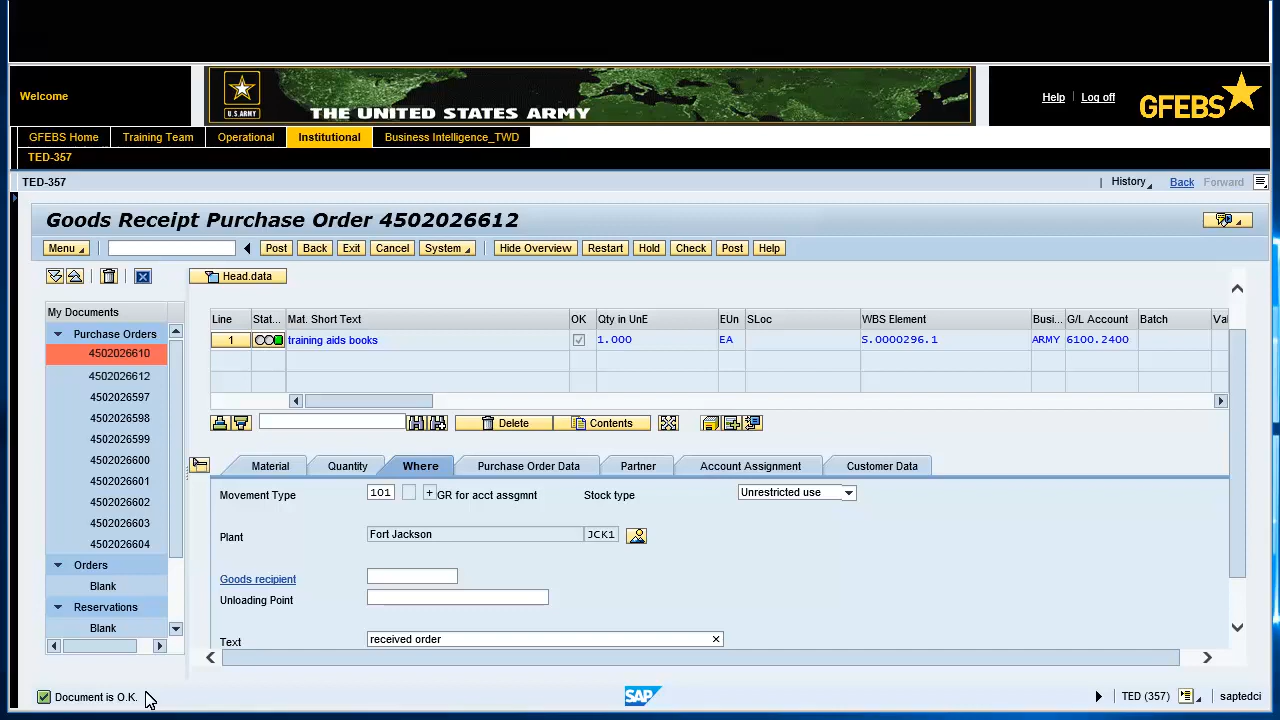 Welcome
U.S.ARMY
THE UNITED STATES ARMY
Help Log off
GFEBS
GFEBS Home Training Team Operational Institutional Business Intelligence_TWD
TED-357
TED-357
History Back Forward
Goods Receipt Purchase Order 4502026612
Menu Post Back Exit Cancel System Hide Overview Restart Hold Check Post Help
Head.data
My Documents
Purchase Orders
4502026610
4502026612
4502026597
4502026598
4502026599
4502026600
4502026601
4502026602
4502026603
4502026604
Orders
Blank
Reservations
Blank
Line Stat... Mat. Short Text OK Qty in UnE EUn SLoc WBS Element Busi... G/L Account Batch Val
1 training aids books 1.000 EA S.0000296.1 ARMY 6100.2400
Delete Contents
Material Quantity Where Purchase Order Data Partner Account Assignment Customer Data
Movement Type 101 + GR for acct assgmnt Stock type Unrestricted use
Plant Fort Jackson JCK1
Goods recipient
Unloading Point
Text received order
Document is O.K. SAP TED (357) saptedci